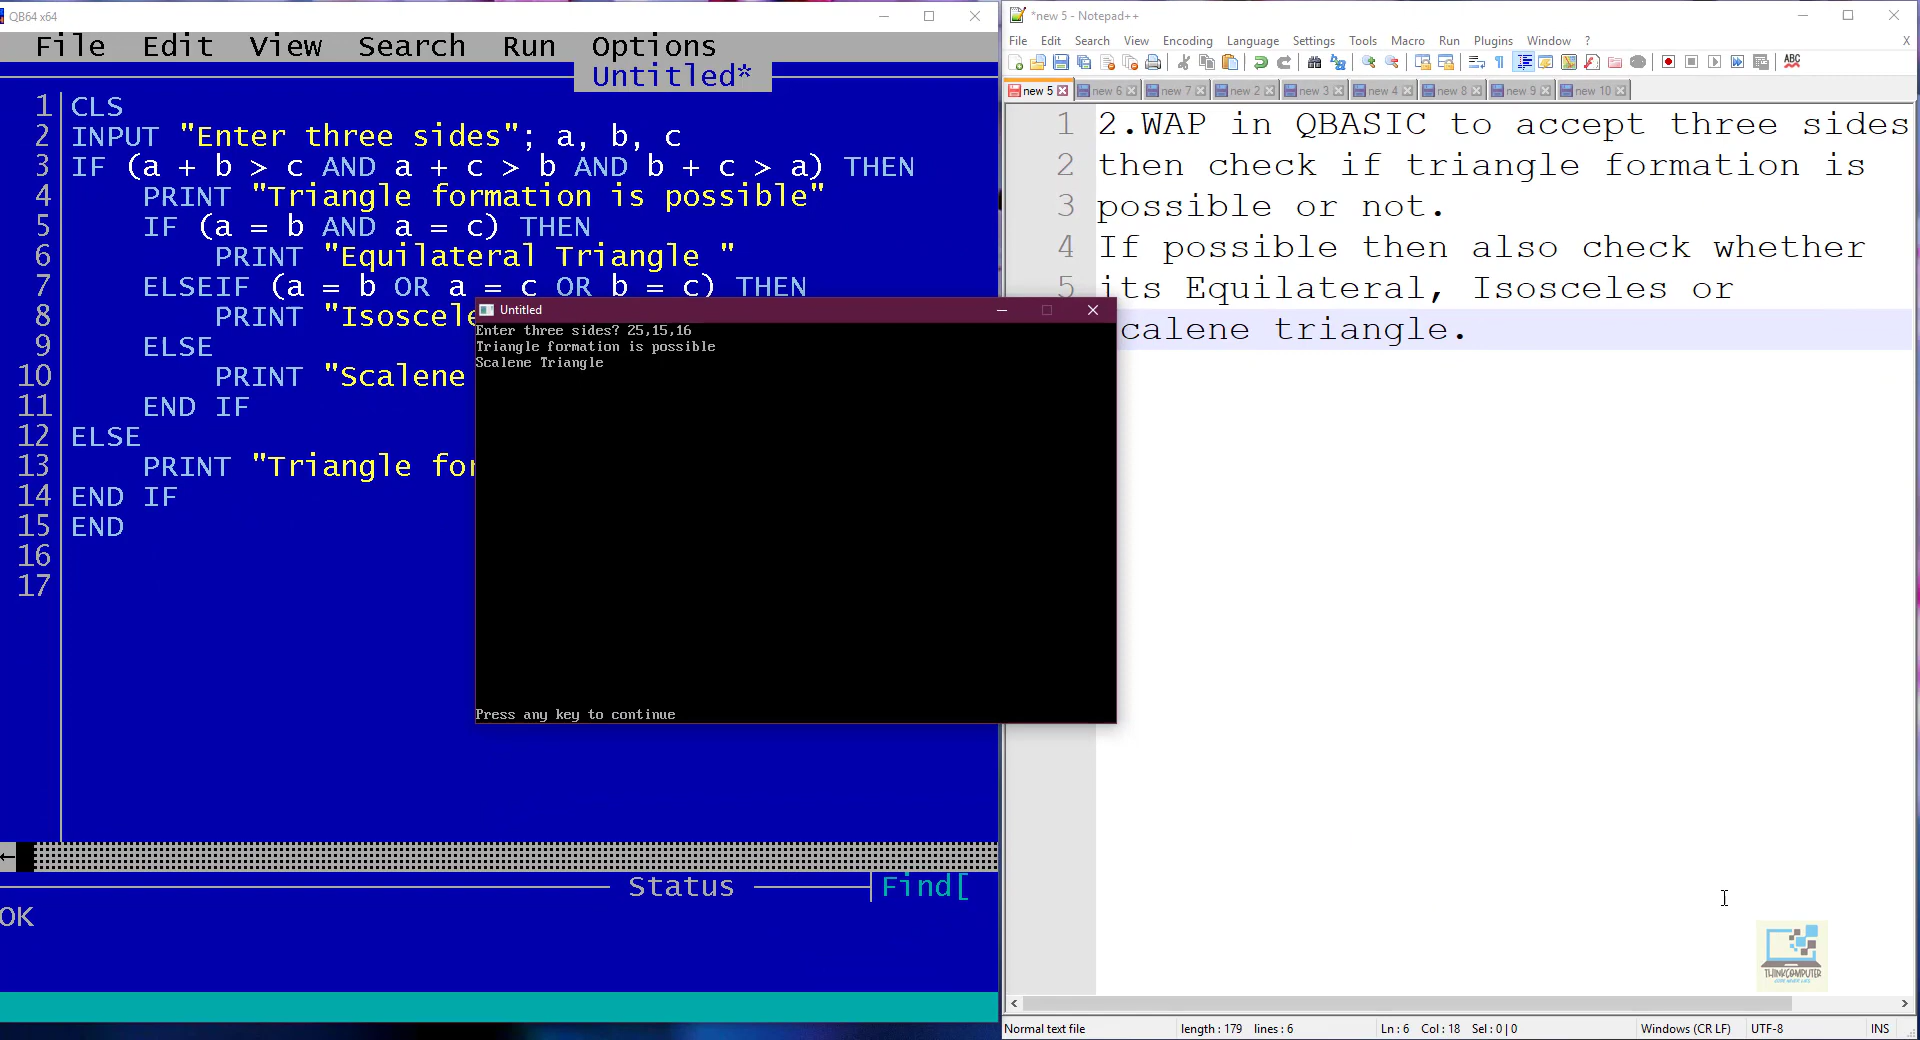 QB64 x64
File Edit View Search Run Options
Untitled*
1 CLS
2 INPUT "Enter three sides"; a, b, c
3 IF (a + b > c AND a + c > b AND b + c > a) THEN
4 PRINT "Triangle formation is possible"
5 IF (a = b AND a = c) THEN
6 PRINT "Equilateral Triangle "
7 ELSEIF (a = b OR a = c OR b = c) THEN
8 PRINT "Isoscele
9 ELSE
10 PRINT "Scalene
11 END IF
12 ELSE
13 PRINT "Triangle for
14 END IF
15 END
16
17
Status
Find[
OK
Untitled
Enter three sides? 25,15,16
Triangle formation is possible
Scalene Triangle
Press any key to continue
*new 5 - Notepad++
File Edit Search View Encoding Language Settings Tools Macro Run Plugins Window ? X
ABC
new 5 new 6 new 7 new 2 new 3 new 4 new 8 new 9 new 10
1 2.WAP in QBASIC to accept three sides
2 then check if triangle formation is
3 possible or not.
4 If possible then also check whether
5 its Equilateral, Isosceles or
calene triangle.
THINKCOMPUTER
Normal text file length : 179 lines : 6 Ln : 6 Col : 18 Sel : 0 | 0 Windows (CR LF) UTF-8 INS